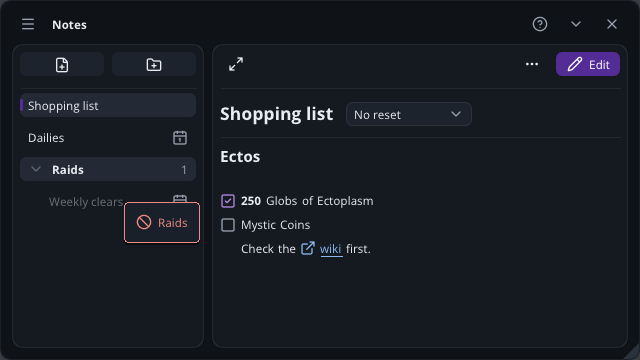 Notes
Edit
Shopping list
Dailies
Raids 1
Weekly clears
Raids
Shopping list No reset
Ectos
250 Globs of Ectoplasm
Mystic Coins
Check the wiki first.